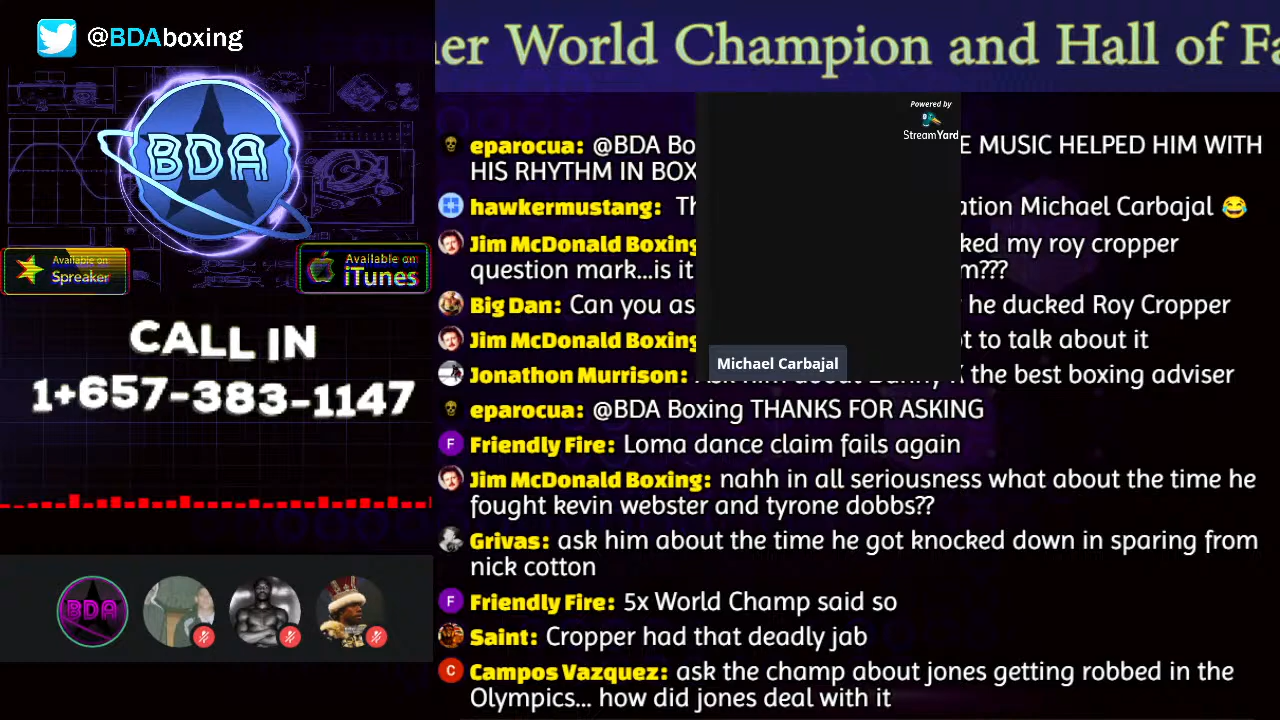 @BDAboxing
BDA
Available on
Spreaker
Available on
iTunes
CALL IN
1+657-383-1147
BDA
er World Champion and Hall of Fa
Powered by
StreamYard
eparocua: @BDA Bo E MUSIC HELPED HIM WITH
HIS RHYTHM IN BOX
hawkermustang: Th ation Michael Carbajal 😂
Jim McDonald Boxing ked my roy cropper
question mark...is it m???
Big Dan: Can you as he ducked Roy Cropper
Jim McDonald Boxing t to talk about it
Michael Carbajal
Jonathon Murrison: the best boxing adviser
eparocua: @BDA Boxing THANKS FOR ASKING
F Friendly Fire: Loma dance claim fails again
Jim McDonald Boxing: nahh in all seriousness what about the time he
fought kevin webster and tyrone dobbs??
Grivas: ask him about the time he got knocked down in sparing from
nick cotton
F Friendly Fire: 5x World Champ said so
Saint: Cropper had that deadly jab
C Campos Vazquez: ask the champ about jones getting robbed in the
Olympics... how did jones deal with it